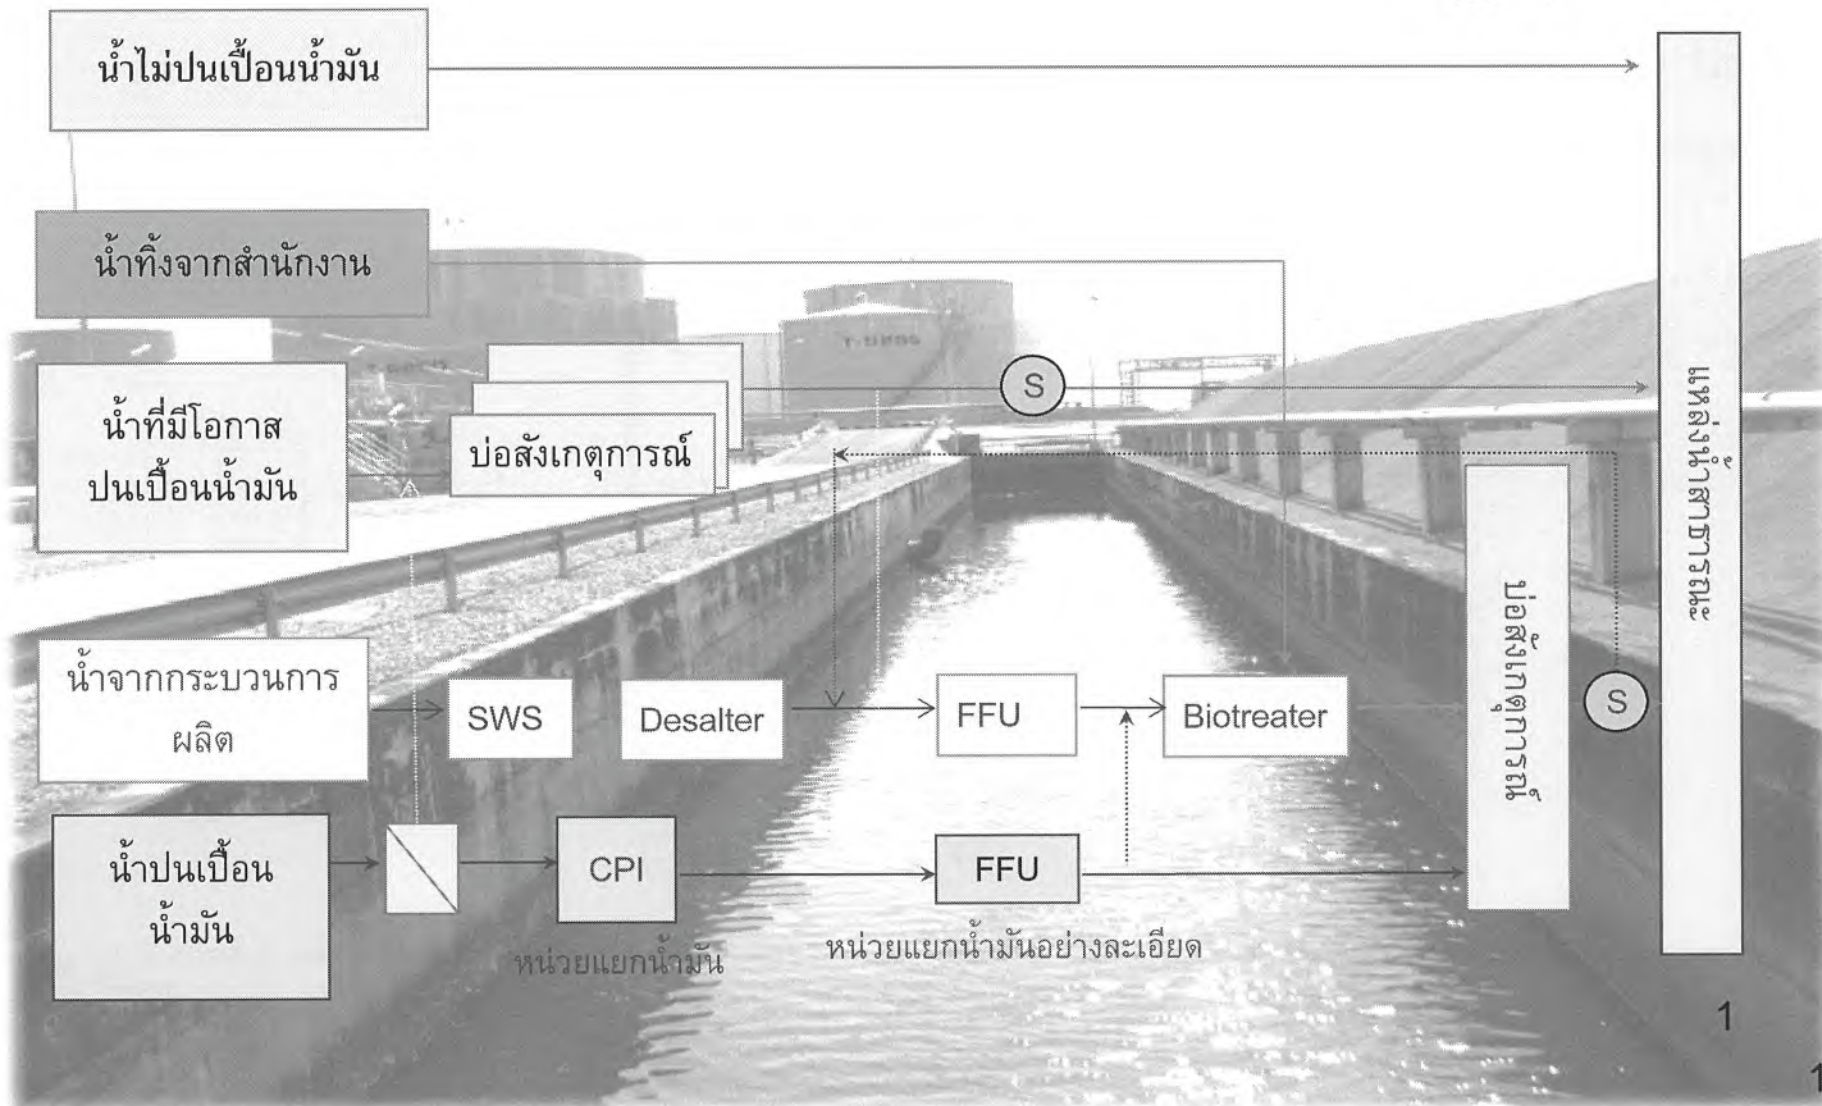 น้ำไม่ปนเปื้อนน้ำมัน
น้ำทิ้งจากสำนักงาน
น้ำที่มีโอกาส
ปนเปื้อนน้ำมัน
บ่อสังเกตุการณ์
S
แหล่งน้ำสาธารณะ
บ่อสังเกตุการณ์
น้ำจากกระบวนการ
ผลิต
SWS
Desalter
FFU
Biotreater
S
น้ำปนเปื้อน
น้ำมัน
CPI
FFU
หน่วยแยกน้ำมัน
หน่วยแยกน้ำมันอย่างละเอียด
1
1